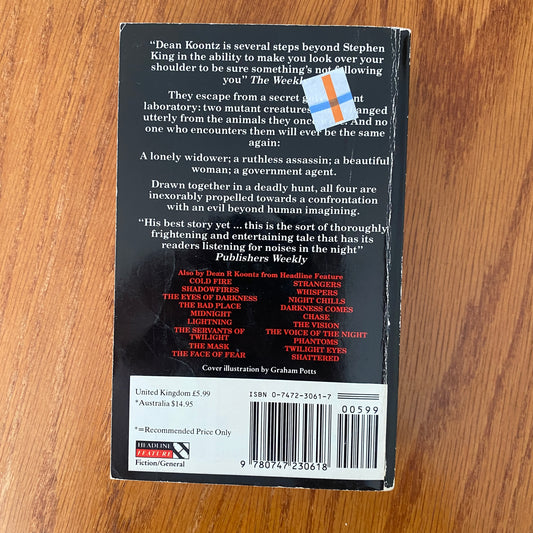 “Dean Koontz is several steps beyond Stephen
King in the ability to make you look over your
shoulder to be sure something's not following
you” The Weekly
They escape from a secret
laboratory: two mutant creatures
utterly from the animals they And no
one who encounters them will ever be the same
again:
A lonely widower; a ruthless assassin; a beautiful
woman; a government agent.
Drawn together in a deadly hunt, all four are
inexorably propelled towards a confrontation
with an evil beyond human imagining.
“His best story yet ... this is the sort of thoroughly
frightening and entertaining tale that has its
readers listening for noises in the night”
Publishers Weekly
Also by Dean R Koontz from Headline Feature
COLD FIRE
SHADOWFIRES
THE EYES OF DARKNESS
THE BAD PLACE
MIDNIGHT
LIGHTNING
THE SERVANTS OF
TWILIGHT
THE MASK
THE FACE OF FEAR
STRANGERS
WHISPERS
NIGHT CHILLS
DARKNESS COMES
CHASE
THE VISION
THE VOICE OF THE NIGHT
PHANTOMS
TWILIGHT EYES
SHATTERED
Cover illustration by Graham Potts
United Kingdom £5.99
*Australia $14.95
*=Recommended Price Only
HEADLINE
FEATURE
Fiction/General
ISBN 0-7472-3061-7
00599
9 780747 230618